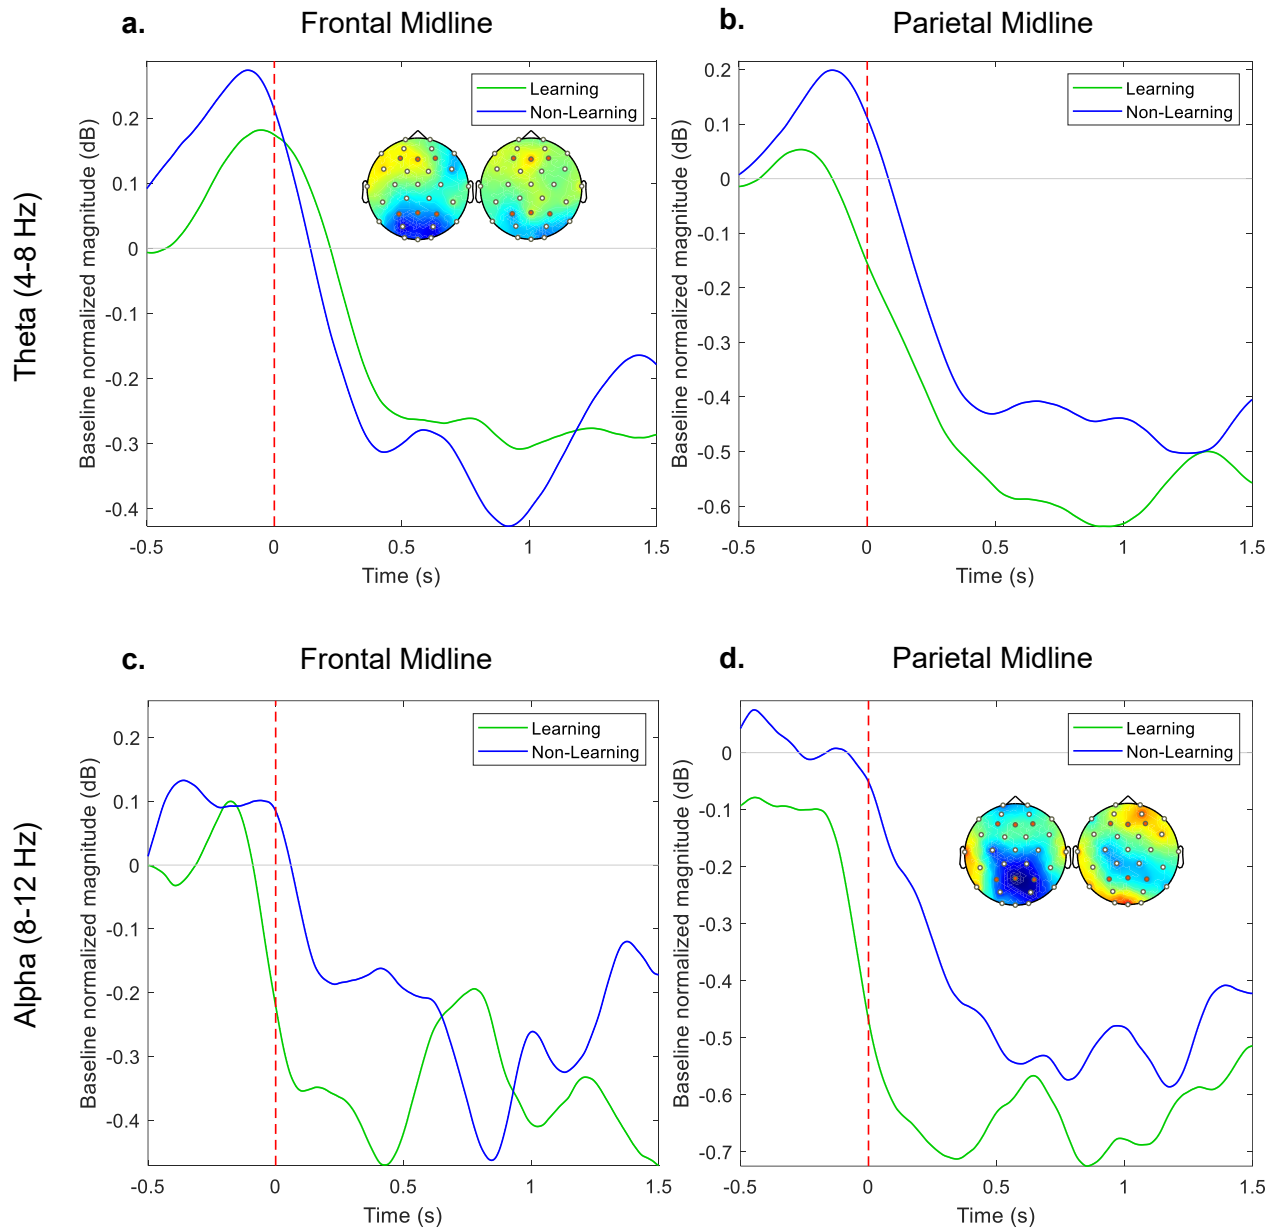 a. Frontal Midline
b. Parietal Midline
Theta (4-8 Hz)
Baseline normalized magnitude (dB)
0.2
0.1
0
-0.1
-0.2
-0.3
-0.4
Learning
Non-Learning
-0.5 0 0.5 1 1.5
Time (s)
Baseline normalized magnitude (dB)
0.2
0.1
0
-0.1
-0.2
-0.3
-0.4
-0.5
-0.6
Learning
Non-Learning
-0.5 0 0.5 1 1.5
Time (s)
c. Frontal Midline
d. Parietal Midline
Alpha (8-12 Hz)
Baseline normalized magnitude (dB)
0.2
0.1
0
-0.1
-0.2
-0.3
-0.4
Learning
Non-Learning
-0.5 0 0.5 1 1.5
Time (s)
Baseline normalized magnitude (dB)
0
-0.1
-0.2
-0.3
-0.4
-0.5
-0.6
-0.7
Learning
Non-Learning
-0.5 0 0.5 1 1.5
Time (s)